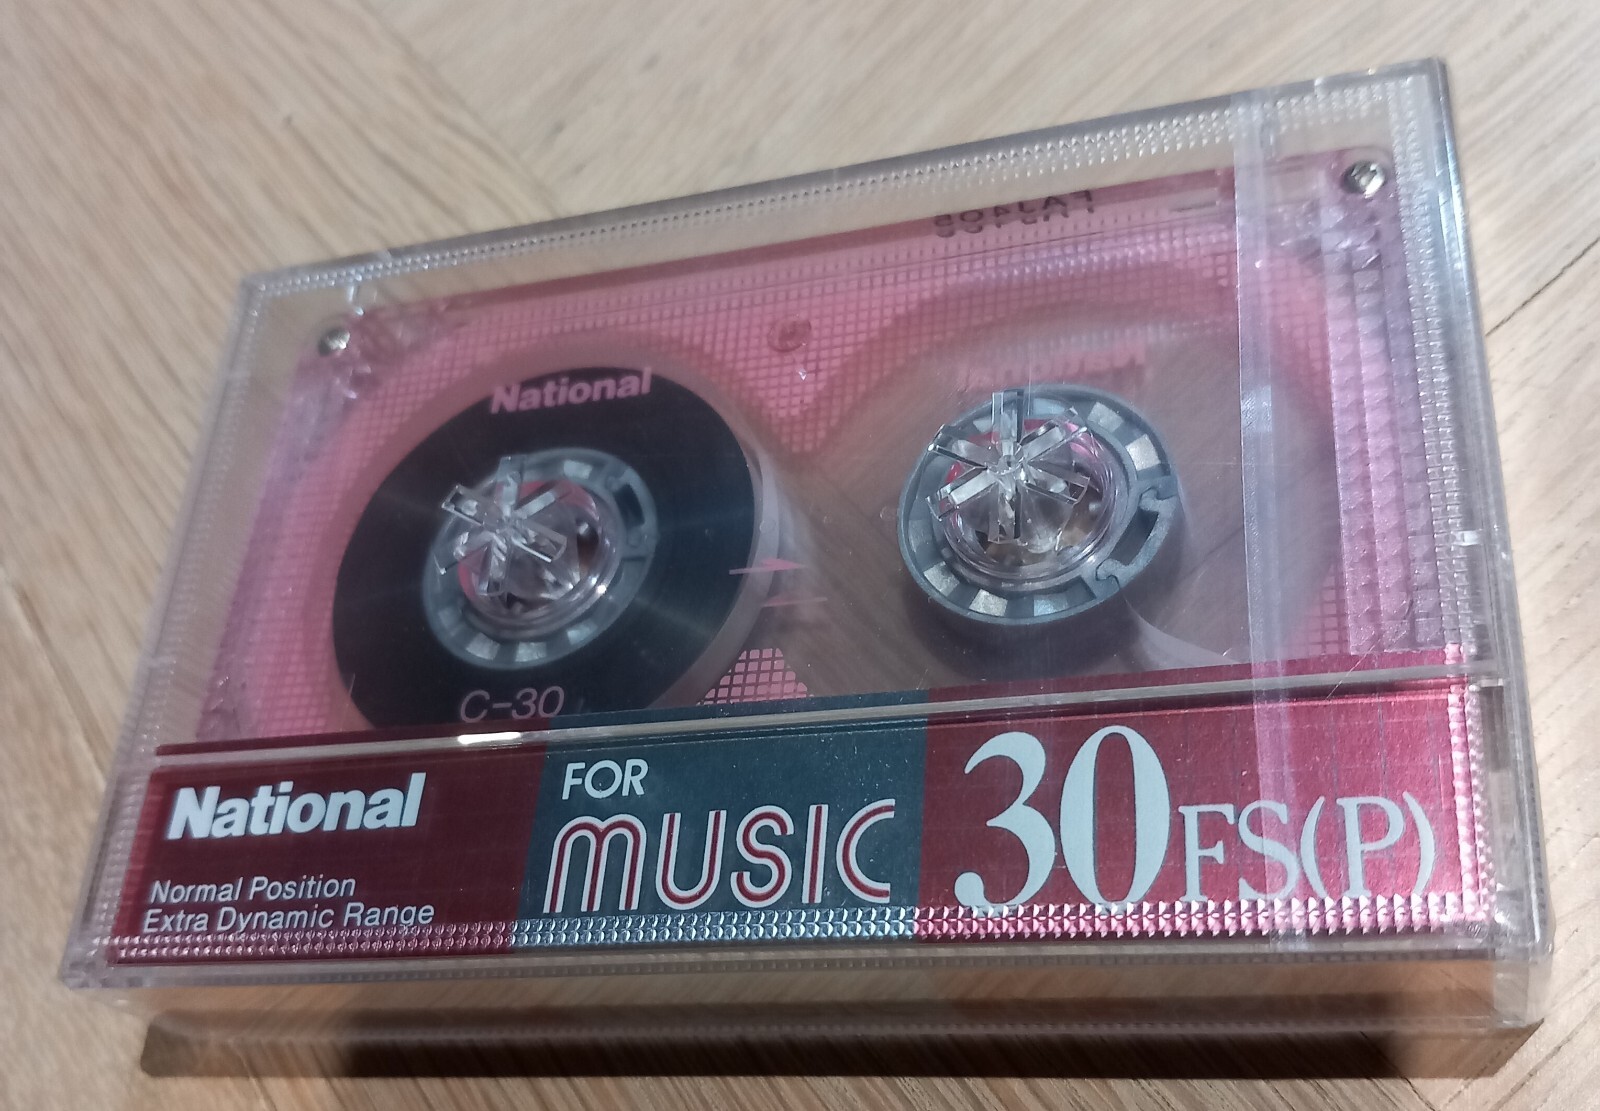 National
C-30
National
Normal Position
Extra Dynamic Range
FOR
MUSIC
30FS(P)